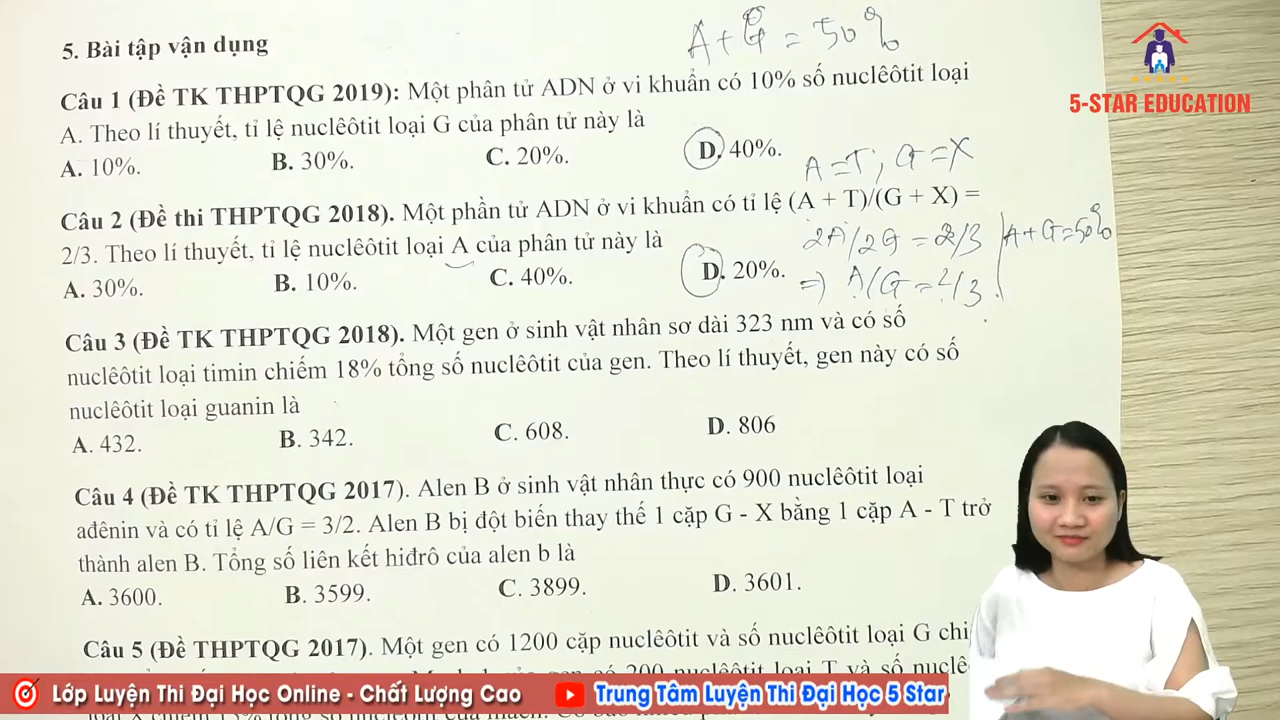 5. Bài tập vận dụng
A + G = 50%
5-STAR EDUCATION
Câu 1 (Đề TK THPTQG 2019): Một phân tử ADN ở vi khuẩn có 10% số nuclêôtit loại
A. Theo lí thuyết, tỉ lệ nuclêôtit loại G của phân tử này là
A. 10%. B. 30%. C. 20%. D. 40%.
A = T; G = X
Câu 2 (Đề thi THPTQG 2018). Một phần tử ADN ở vi khuẩn có tỉ lệ (A + T)/(G + X) =
2/3. Theo lí thuyết, tỉ lệ nuclêôtit loại A của phân tử này là
2A/2G = 2/3 A+G=50%
A. 30%. B. 10%. C. 40%. D. 20%.
=) A/G = 2/3.
Câu 3 (Đề TK THPTQG 2018). Một gen ở sinh vật nhân sơ dài 323 nm và có số
nuclêôtit loại timin chiếm 18% tổng số nuclêôtit của gen. Theo lí thuyết, gen này có số
nuclêôtit loại guanin là
A. 432. B. 342. C. 608. D. 806
Câu 4 (Đề TK THPTQG 2017). Alen B ở sinh vật nhân thực có 900 nuclêôtit loại
ađênin và có tỉ lệ A/G = 3/2. Alen B bị đột biến thay thế 1 cặp G - X bằng 1 cặp A - T trở
thành alen B. Tổng số liên kết hiđrô của alen b là
A. 3600. B. 3599. C. 3899. D. 3601.
Câu 5 (Đề THPTQG 2017). Một gen có 1200 cặp nuclêôtit và số nuclêôtit loại G chi
200 nuclêôtit loại T và số nuclê
Lớp Luyện Thi Đại Học Online - Chất Lượng Cao Trung Tâm Luyện Thi Đại Học 5 Star